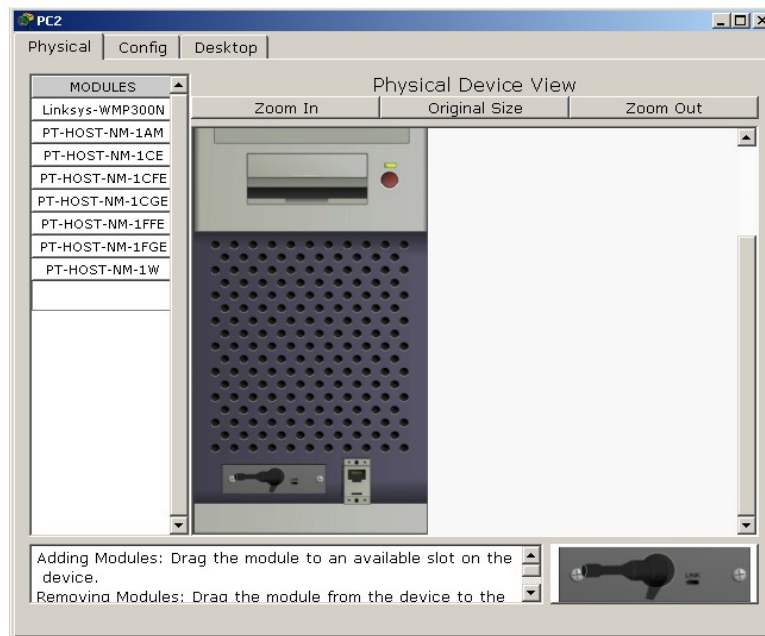 PC2
Physical
Config
Desktop
MODULES
Linksys-WMP300N
PT-HOST-NM-1AM
PT-HOST-NM-1CE
PT-HOST-NM-1CFE
PT-HOST-NM-1CGE
PT-HOST-NM-1FFE
PT-HOST-NM-1FGE
PT-HOST-NM-1W
Physical Device View
Zoom In
Original Size
Zoom Out
Adding Modules: Drag the module to an available slot on the
device.
Removing Modules: Drag the module from the device to the
LINK